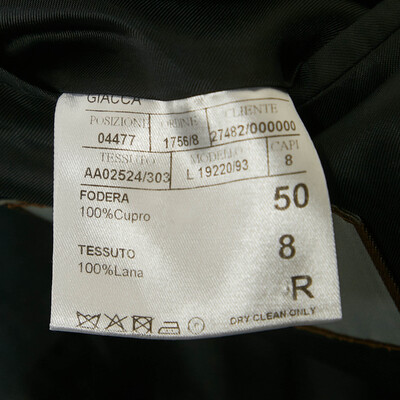 GIACCA
POSIZIONI ORDINE CLIENTE
04477 1756/8 27482/000000
TESSUTO MODELLO CAPI
AA02524/303 L 19220/93 8
FODERA 50
100%Cupro
TESSUTO 8
100%Lana
R
DRY CLEAN ONLY